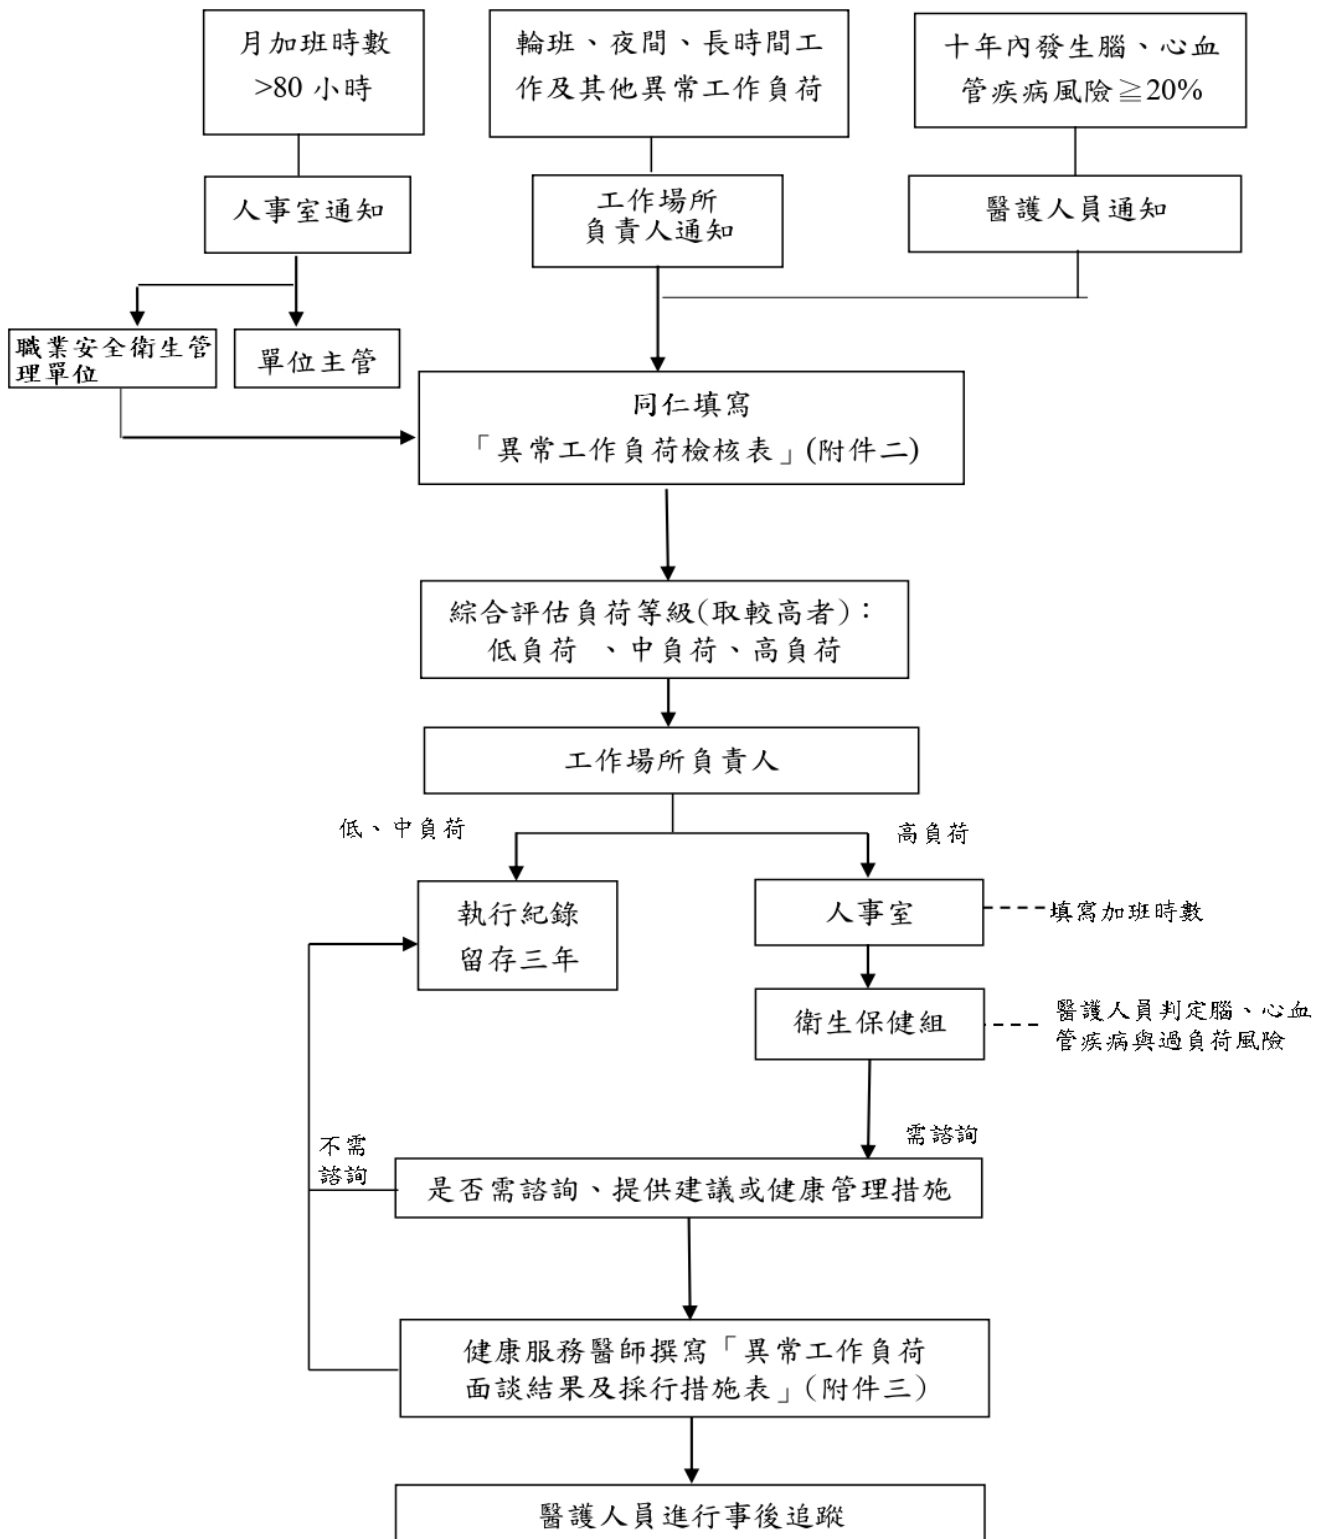 月加班時數
>80 小時
輪班、夜間、長時間工
作及其他異常工作負荷
十年內發生腦、心血
管疾病風險≧20%
人事室通知
工作場所
負責人通知
醫護人員通知
職業安全衛生管
理單位
單位主管
同仁填寫
「異常工作負荷檢核表」(附件二)
綜合評估負荷等級(取較高者)：
低負荷 、中負荷、高負荷
工作場所負責人
低、中負荷
高負荷
執行紀錄
留存三年
人事室
填寫加班時數
衛生保健組
醫護人員判定腦、心血
管疾病與過負荷風險
不需
諮詢
需諮詢
是否需諮詢、提供建議或健康管理措施
健康服務醫師撰寫「異常工作負荷
面談結果及採行措施表」(附件三)
醫護人員進行事後追蹤